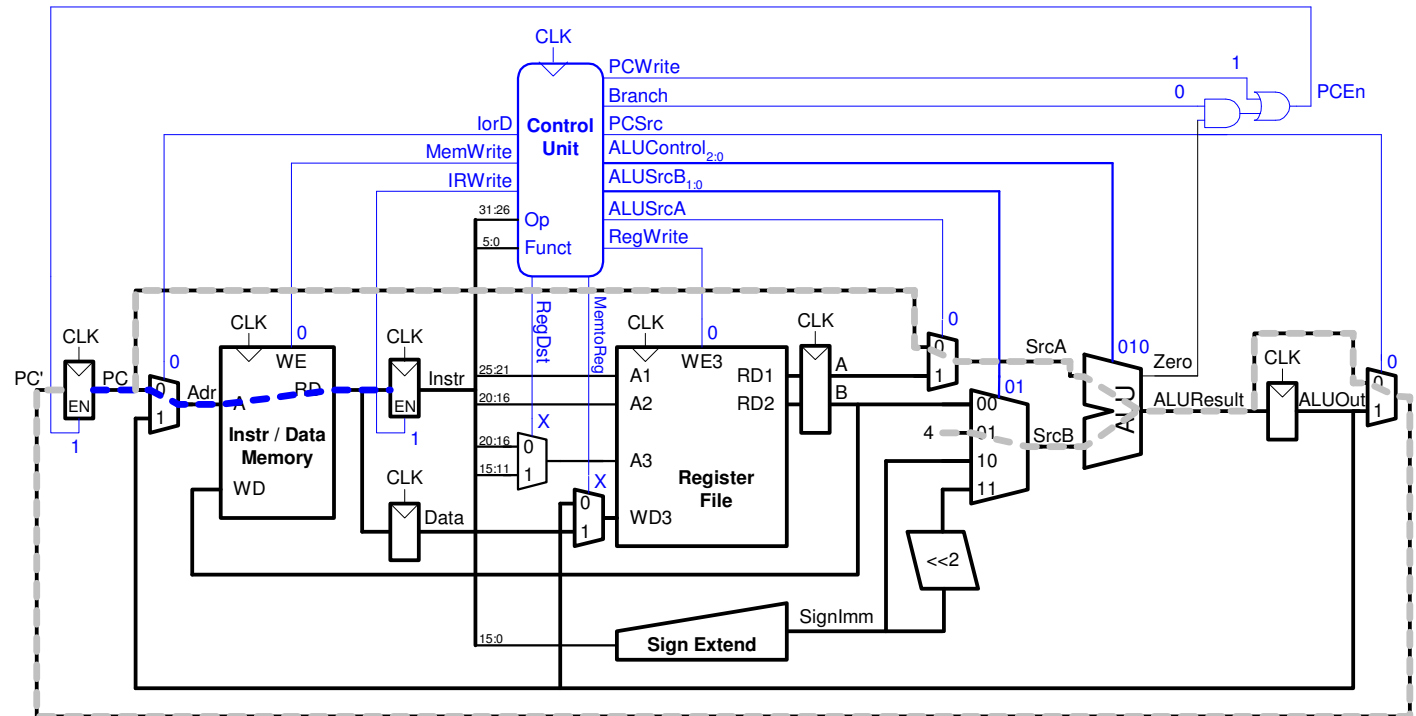 CLK
PCWrite
1
Branch
0
PCEn
IorD
Control
Unit
PCSrc
MemWrite
ALUControl2:0
IRWrite
ALUSrcB1:0
31:26
Op
ALUSrcA
5:0
Funct
RegWrite
RegDst
MemtoReg
CLK
CLK
CLK
CLK
CLK
0
0
0
0
010
0
WE
WE3
CLK
PC'
PC
0
1
EN
Adr
A
RD
EN
Instr
25:21
A1
RD1
A
0
1
SrcA
Zero
20:16
A2
RD2
B
01
00
ALU
ALUResult
ALUOut
0
1
Instr / Data
Memory
1
1
X
4
01
SrcB
20:16
0
A3
10
15:11
1
Register
File
11
WD
CLK
X
Data
0
1
WD3
<<2
SignImm
15:0
Sign Extend